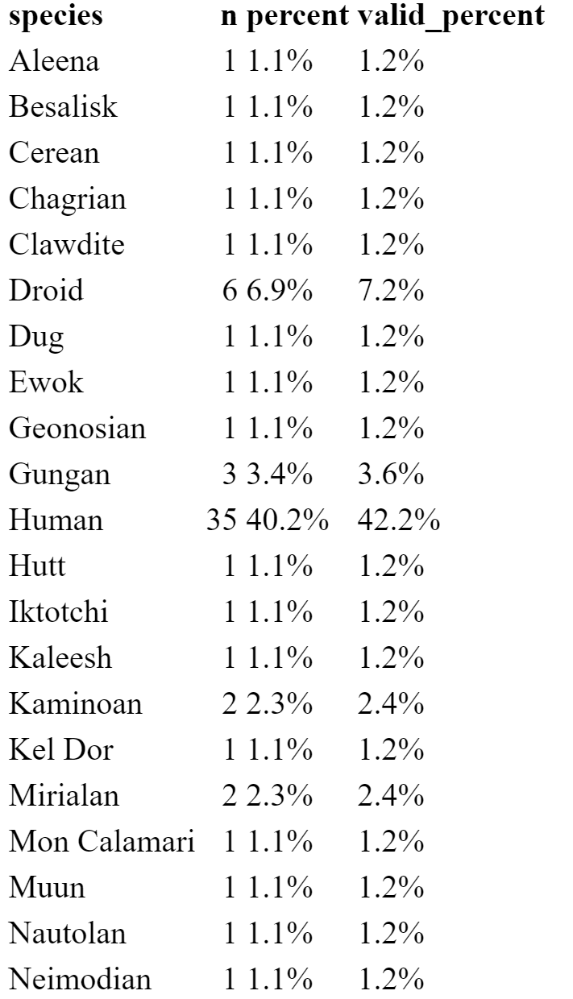 species n percent valid_percent
Aleena 1 1.1% 1.2%
Besalisk 1 1.1% 1.2%
Cerean 1 1.1% 1.2%
Chagrian 1 1.1% 1.2%
Clawdite 1 1.1% 1.2%
Droid 6 6.9% 7.2%
Dug 1 1.1% 1.2%
Ewok 1 1.1% 1.2%
Geonosian 1 1.1% 1.2%
Gungan 3 3.4% 3.6%
Human 35 40.2% 42.2%
Hutt 1 1.1% 1.2%
Iktotchi 1 1.1% 1.2%
Kaleesh 1 1.1% 1.2%
Kaminoan 2 2.3% 2.4%
Kel Dor 1 1.1% 1.2%
Mirialan 2 2.3% 2.4%
Mon Calamari 1 1.1% 1.2%
Muun 1 1.1% 1.2%
Nautolan 1 1.1% 1.2%
Neimodian 1 1.1% 1.2%